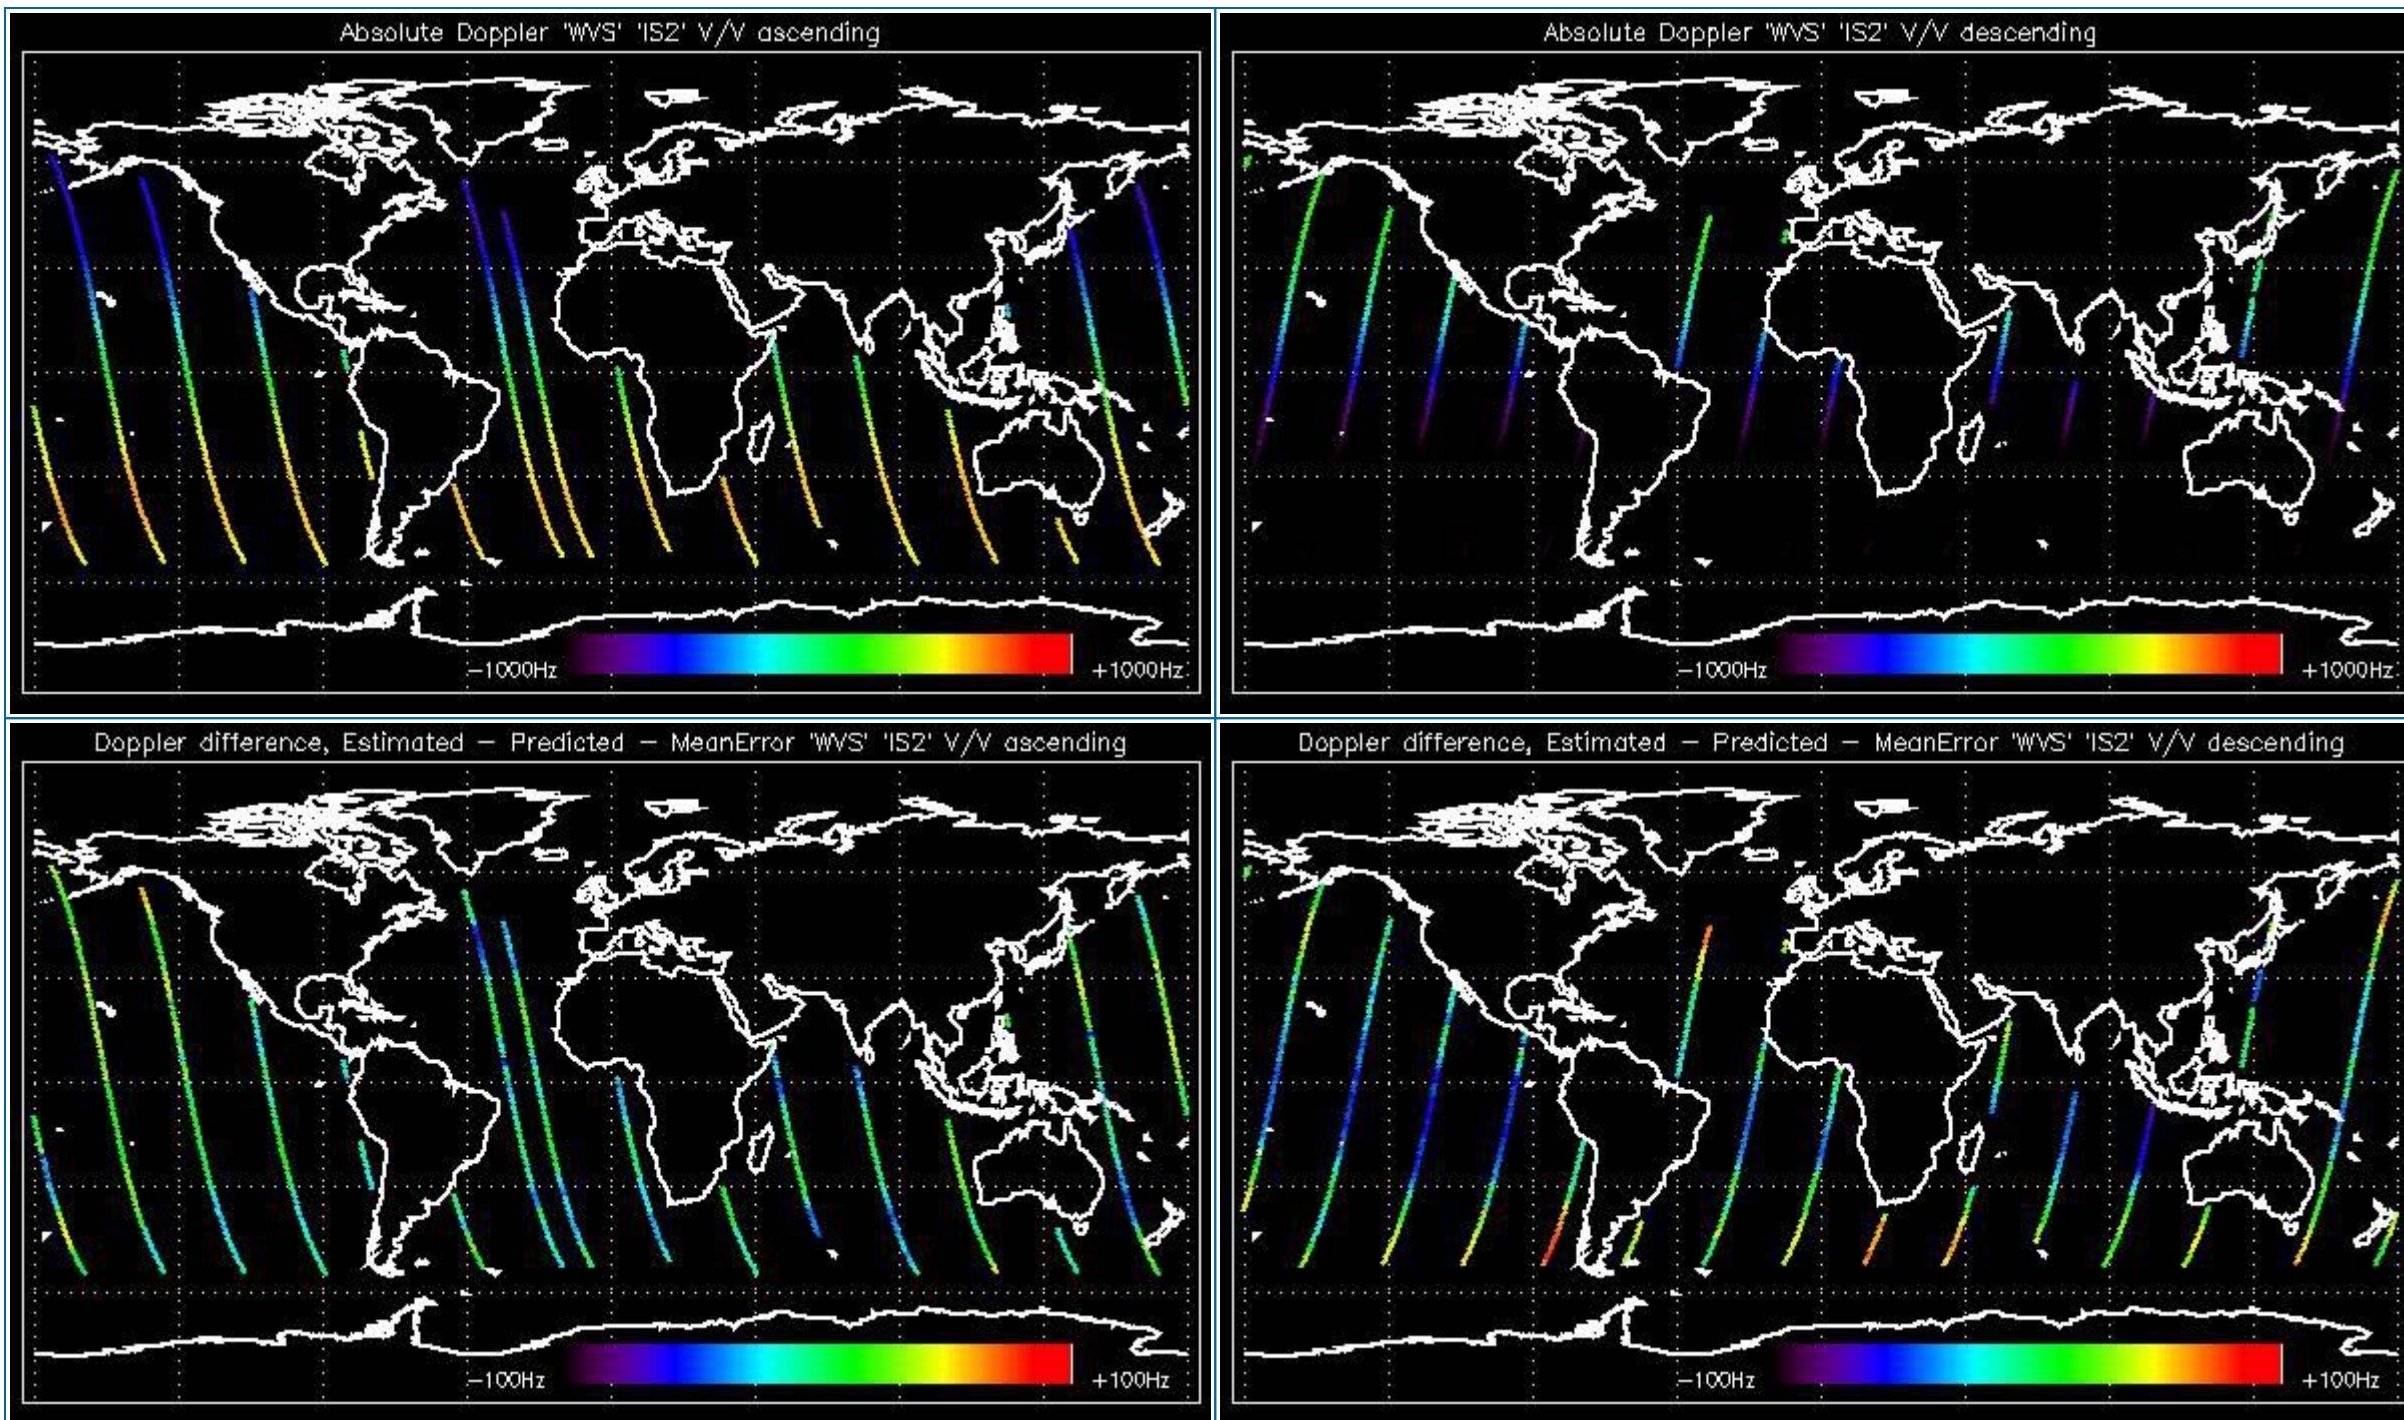 Absolute Doppler 'WVS' 'IS2' V/V ascending
-1000Hz
+1000Hz
Absolute Doppler 'WVS' 'IS2' V/V descending
-1000Hz
+1000Hz
Doppler difference, Estimated - Predicted - MeanError 'WVS' 'IS2' V/V ascending
-100Hz
+100Hz
Doppler difference, Estimated - Predicted - MeanError 'WVS' 'IS2' V/V descending
-100Hz
+100Hz